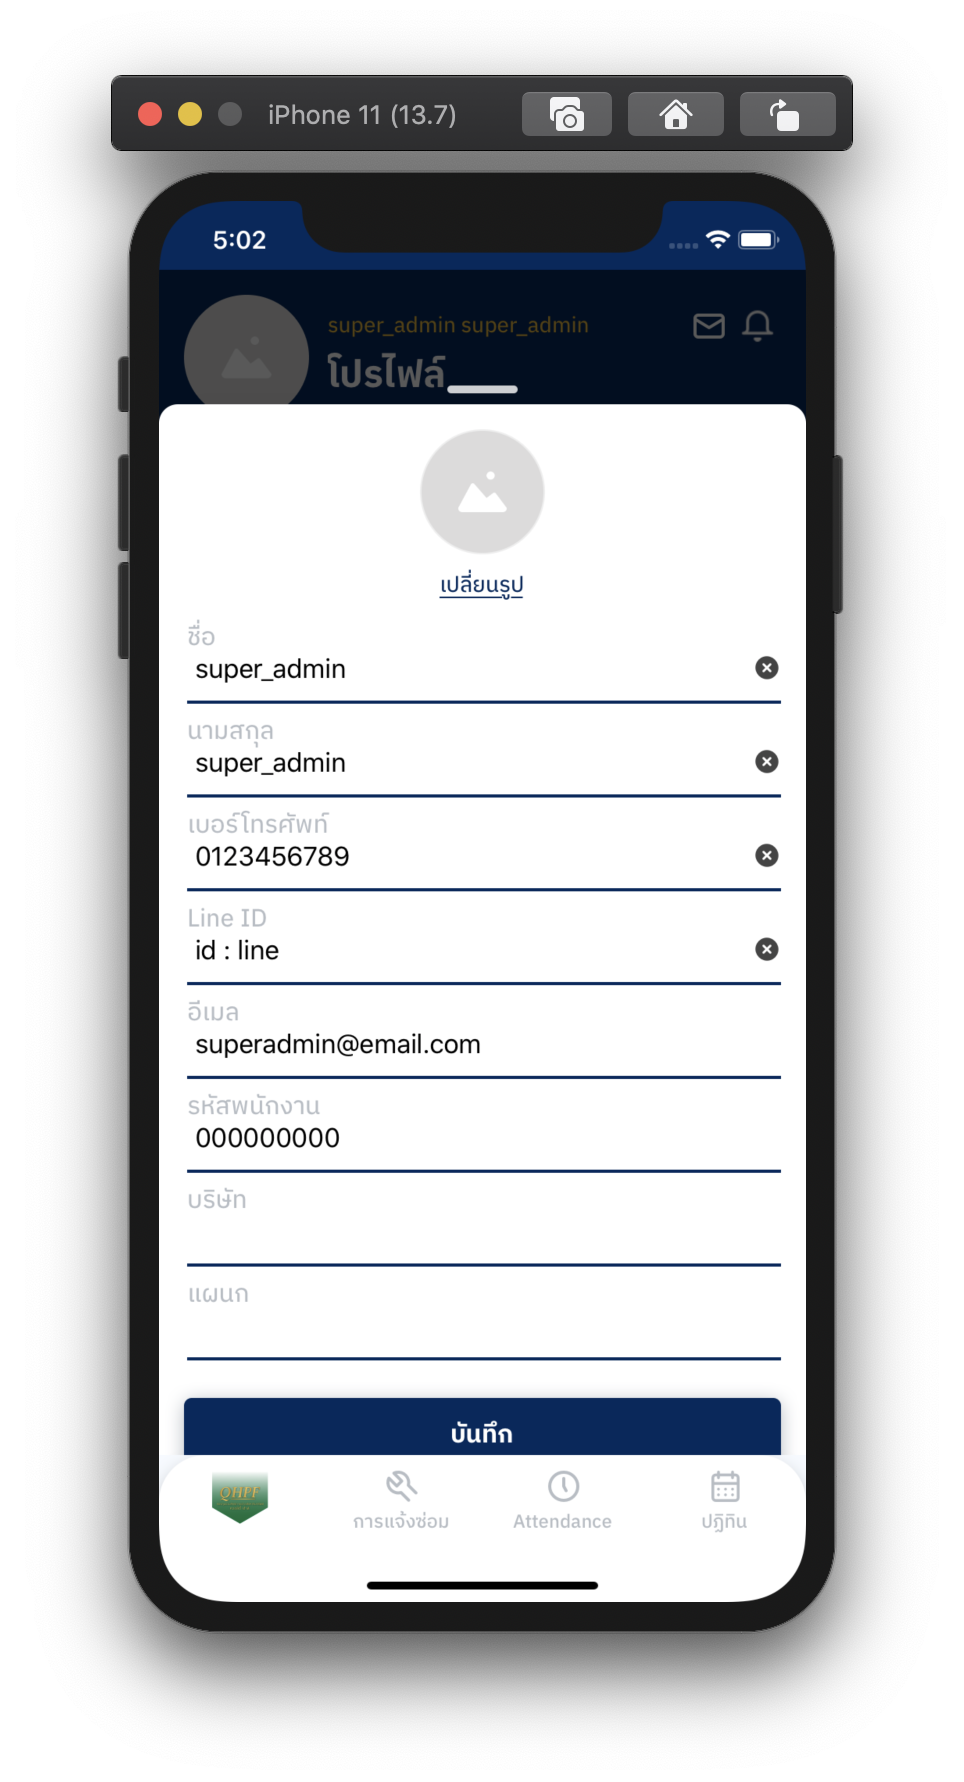 iPhone 11 (13.7)
5:02
super_admin super_admin
โปรไฟล์
เปลี่ยนรูป
ชื่อ
super_admin
นามสกุล
super_admin
เบอร์โทรศัพท์
0123456789
Line ID
id : line
อีเมล
superadmin@email.com
รหัสพนักงาน
000000000
บริษัท
แผนก
บันทึก
QHPF
การแจ้งซ่อม
Attendance
ปฏิทิน